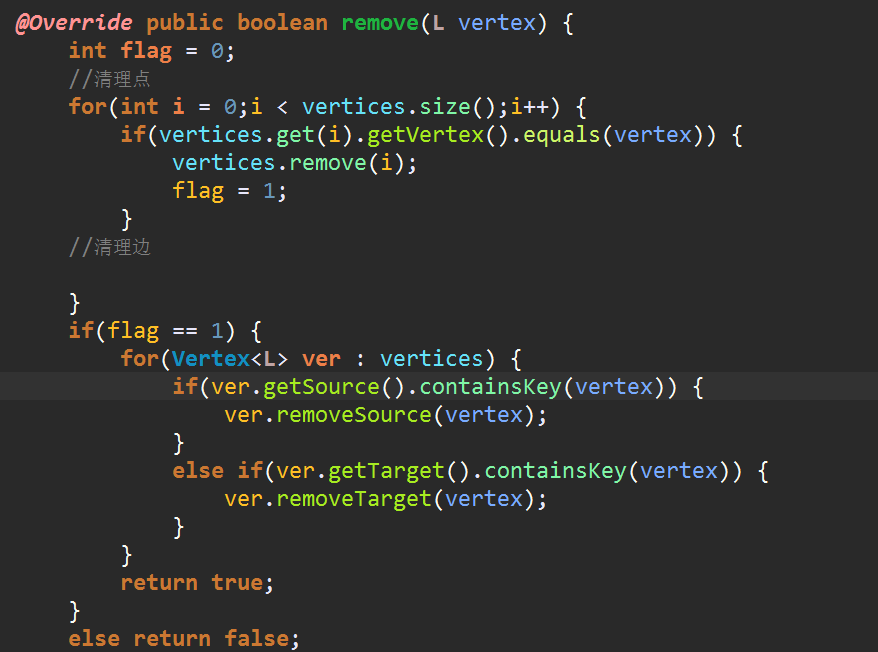 @Override public boolean remove(L vertex) {
    int flag = 0;
    //清理点
    for(int i = 0;i < vertices.size();i++) {
        if(vertices.get(i).getVertex().equals(vertex)) {
            vertices.remove(i);
            flag = 1;
        }
    //清理边

    }
    if(flag == 1) {
        for(Vertex<L> ver : vertices) {
            if(ver.getSource().containsKey(vertex)) {
                ver.removeSource(vertex);
            }
            else if(ver.getTarget().containsKey(vertex)) {
                ver.removeTarget(vertex);
            }
        }
        return true;
    }
    else return false;